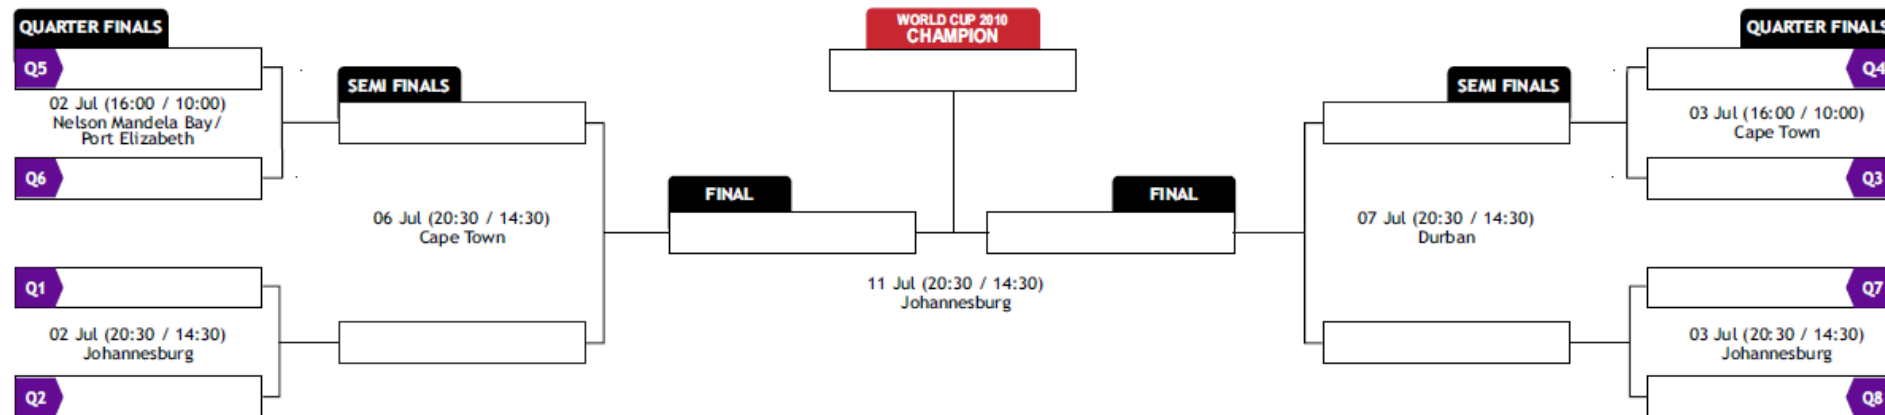 QUARTER FINALS
Q5
02 Jul (16:00 / 10:00)
Nelson Mandela Bay/
Port Elizabeth
Q6
Q1
02 Jul (20:30 / 14:30)
Johannesburg
Q2
SEMI FINALS
06 Jul (20:30 / 14:30)
Cape Town
FINAL
WORLD CUP 2010
CHAMPION
11 Jul (20:30 / 14:30)
Johannesburg
FINAL
SEMI FINALS
07 Jul (20:30 / 14:30)
Durban
QUARTER FINALS
Q4
03 Jul (16:00 / 10:00)
Cape Town
Q3
Q7
03 Jul (20:30 / 14:30)
Johannesburg
Q8